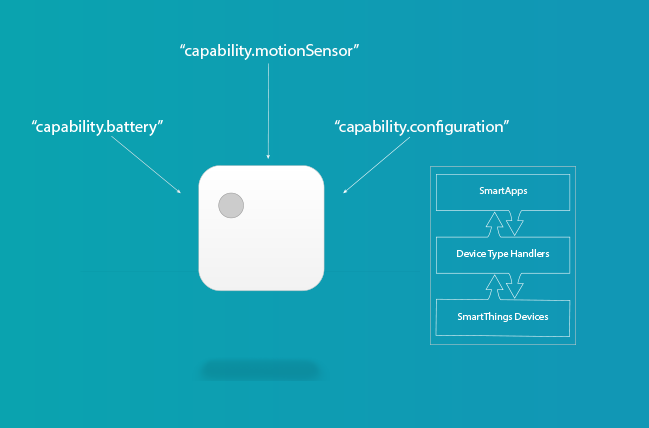 “capability.motionSensor”
“capability.battery”
“capability.configuration”
SmartApps
Device Type Handlers
SmartThings Devices